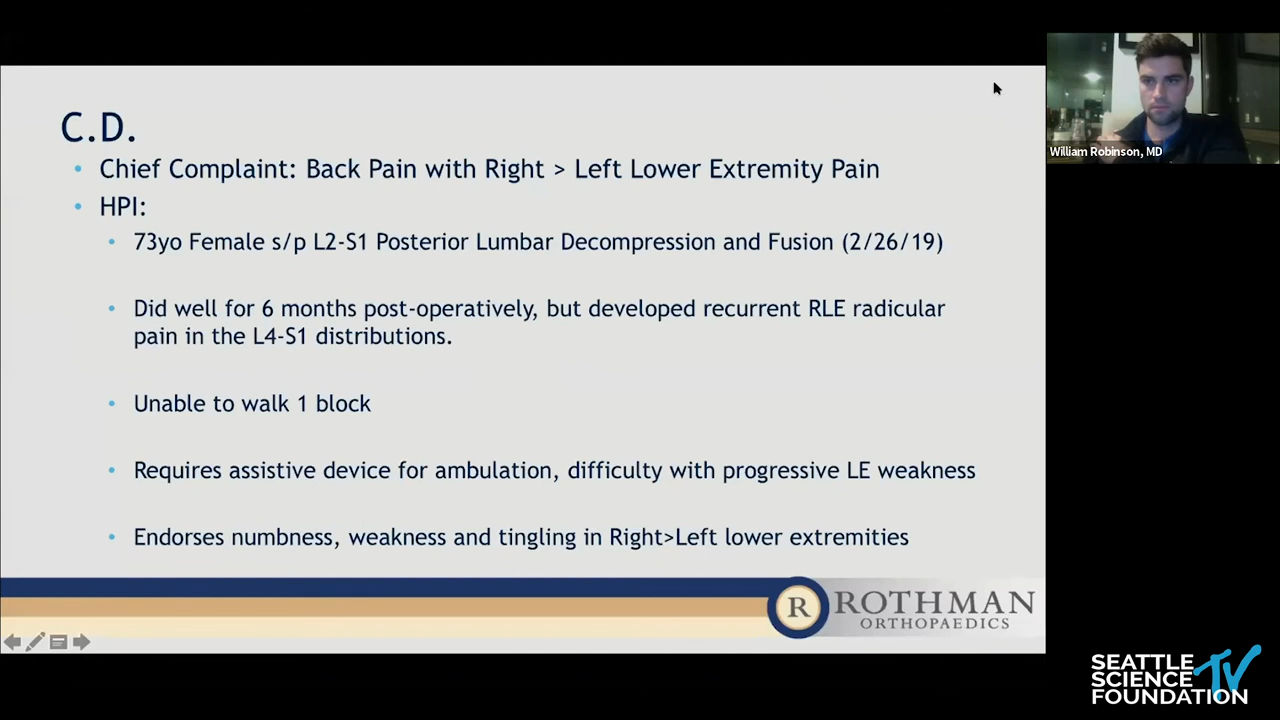 C.D.
Chief Complaint: Back Pain with Right > Left Lower Extremity Pain
HPI:
73yo Female s/p L2-S1 Posterior Lumbar Decompression and Fusion (2/26/19)
Did well for 6 months post-operatively, but developed recurrent RLE radicular
pain in the L4-S1 distributions.
Unable to walk 1 block
Requires assistive device for ambulation, difficulty with progressive LE weakness
Endorses numbness, weakness and tingling in Right>Left lower extremities
R ROTHMAN
ORTHOPAEDICS
William Robinson, MD
SEATTLE
SCIENCE TV
FOUNDATION